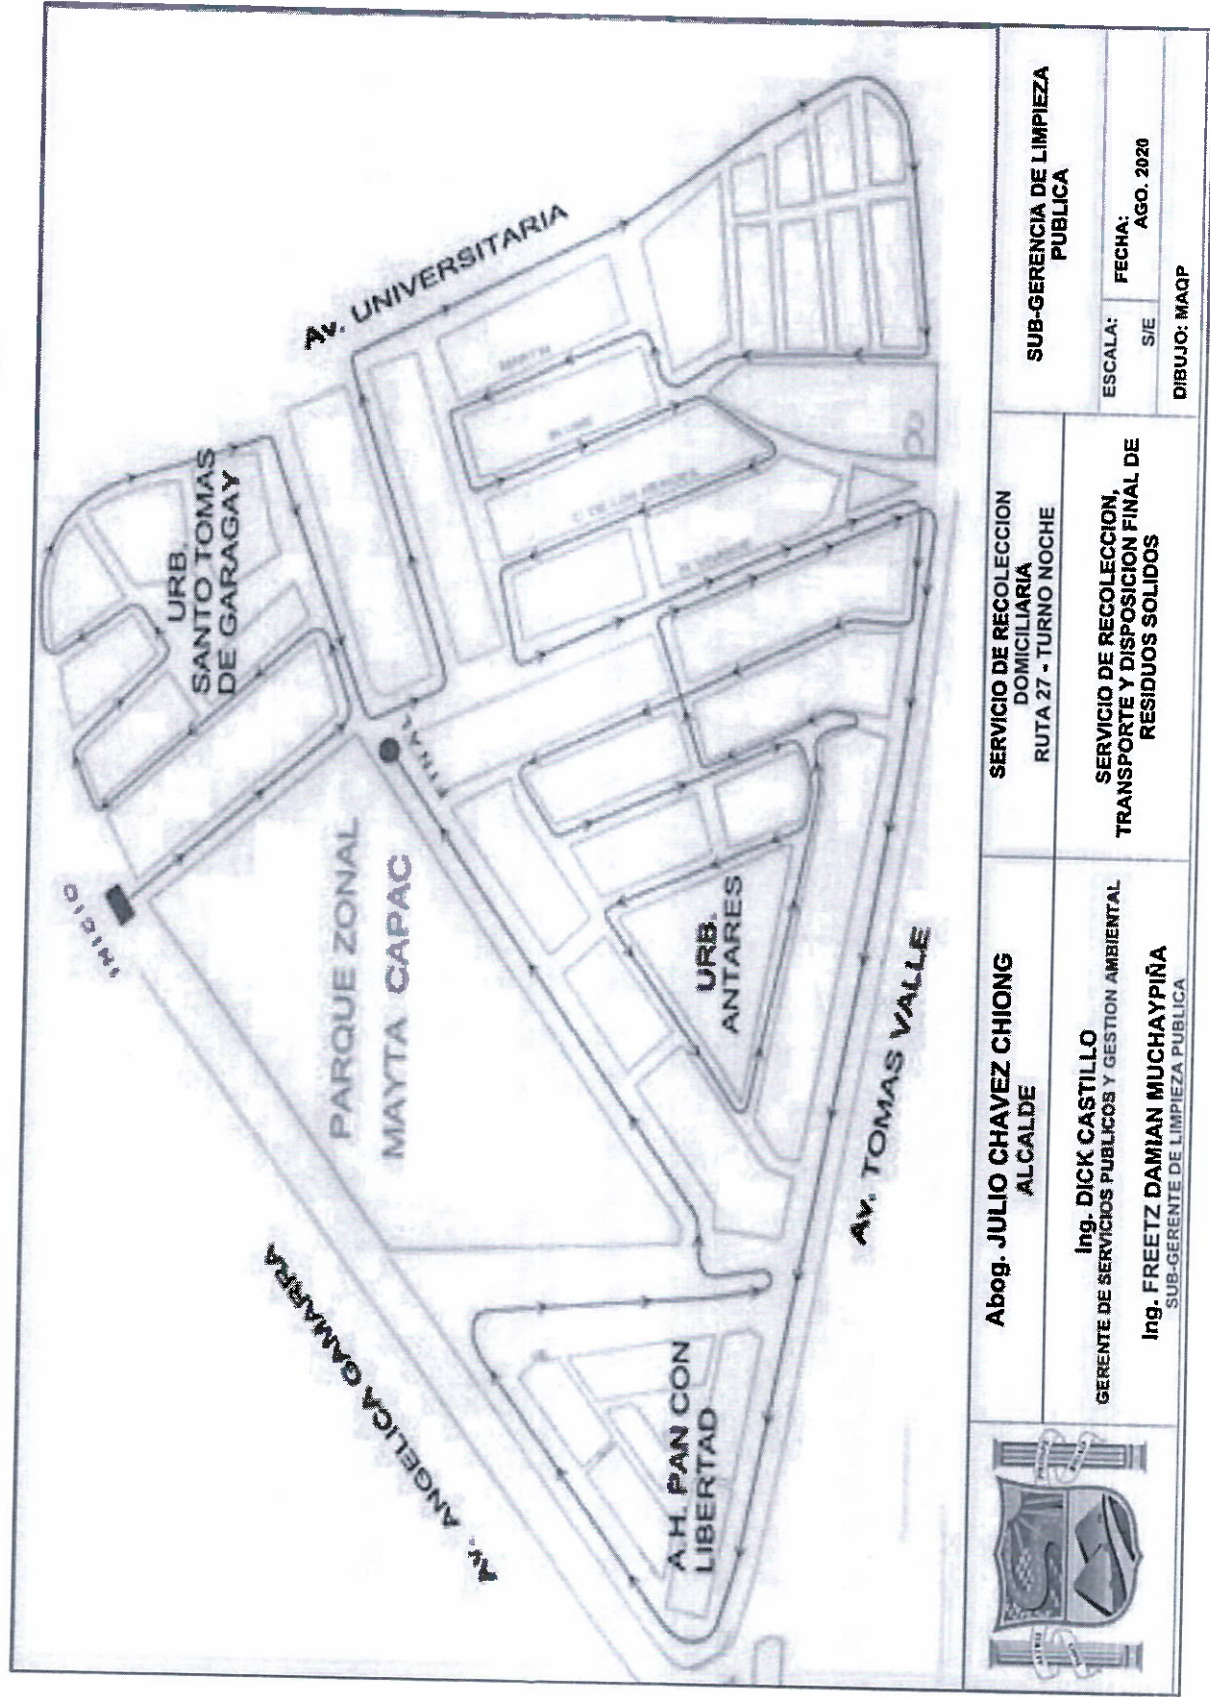 INICIO
URB.
SANTO TOMAS
DE GARAGAY
Av. UNIVERSITARIA
FINAL
PARQUE ZONAL
MAYTA CAPAC
Av. ANGELICA GAMARRA
URB.
ANTARES
A.H. PAN CON
LIBERTAD
Av. TOMAS VALLE
Abog. JULIO CHAVEZ CHIONG
ALCALDE
Ing. DICK CASTILLO
GERENTE DE SERVICIOS PUBLICOS Y GESTION AMBIENTAL
Ing. FREETZ DAMIAN MUCHAYPIÑA
SUB-GERENTE DE LIMPIEZA PUBLICA
SERVICIO DE RECOLECCION
DOMICILIARIA
RUTA 27 - TURNO NOCHE
SERVICIO DE RECOLECCION,
TRANSPORTE Y DISPOSICION FINAL DE
RESIDUOS SOLIDOS
SUB-GERENCIA DE LIMPIEZA
PUBLICA
ESCALA:
S/E
FECHA:
AGO. 2020
DIBUJO: MAQP